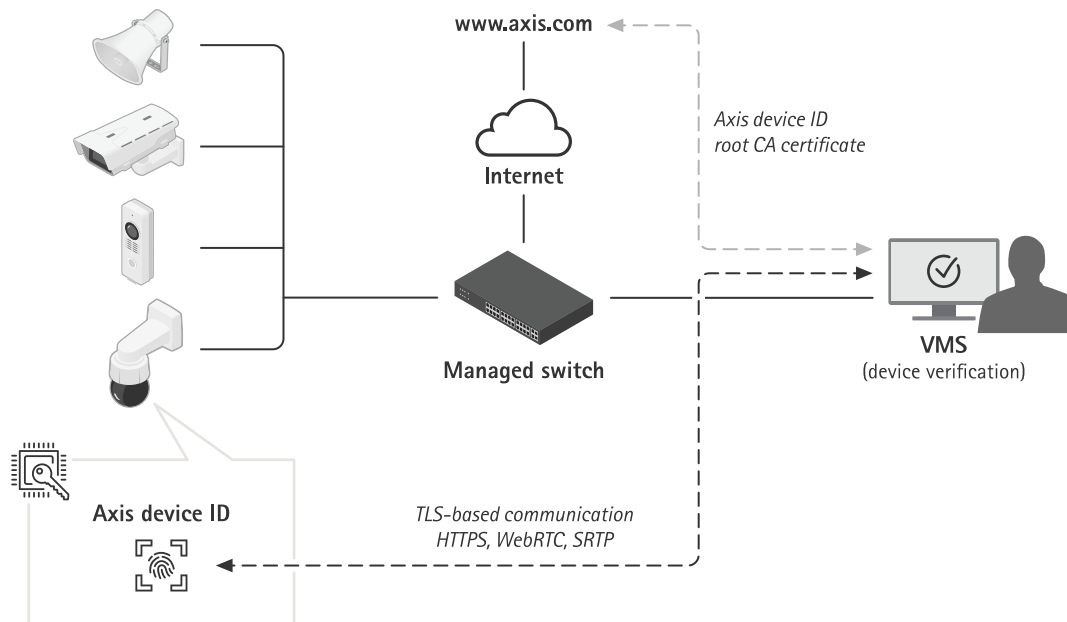 www.axis.com
Axis device ID
root CA certificate
Internet
Managed switch
VMS
(device verification)
Axis device ID
TLS-based communication
HTTPS, WebRTC, SRTP